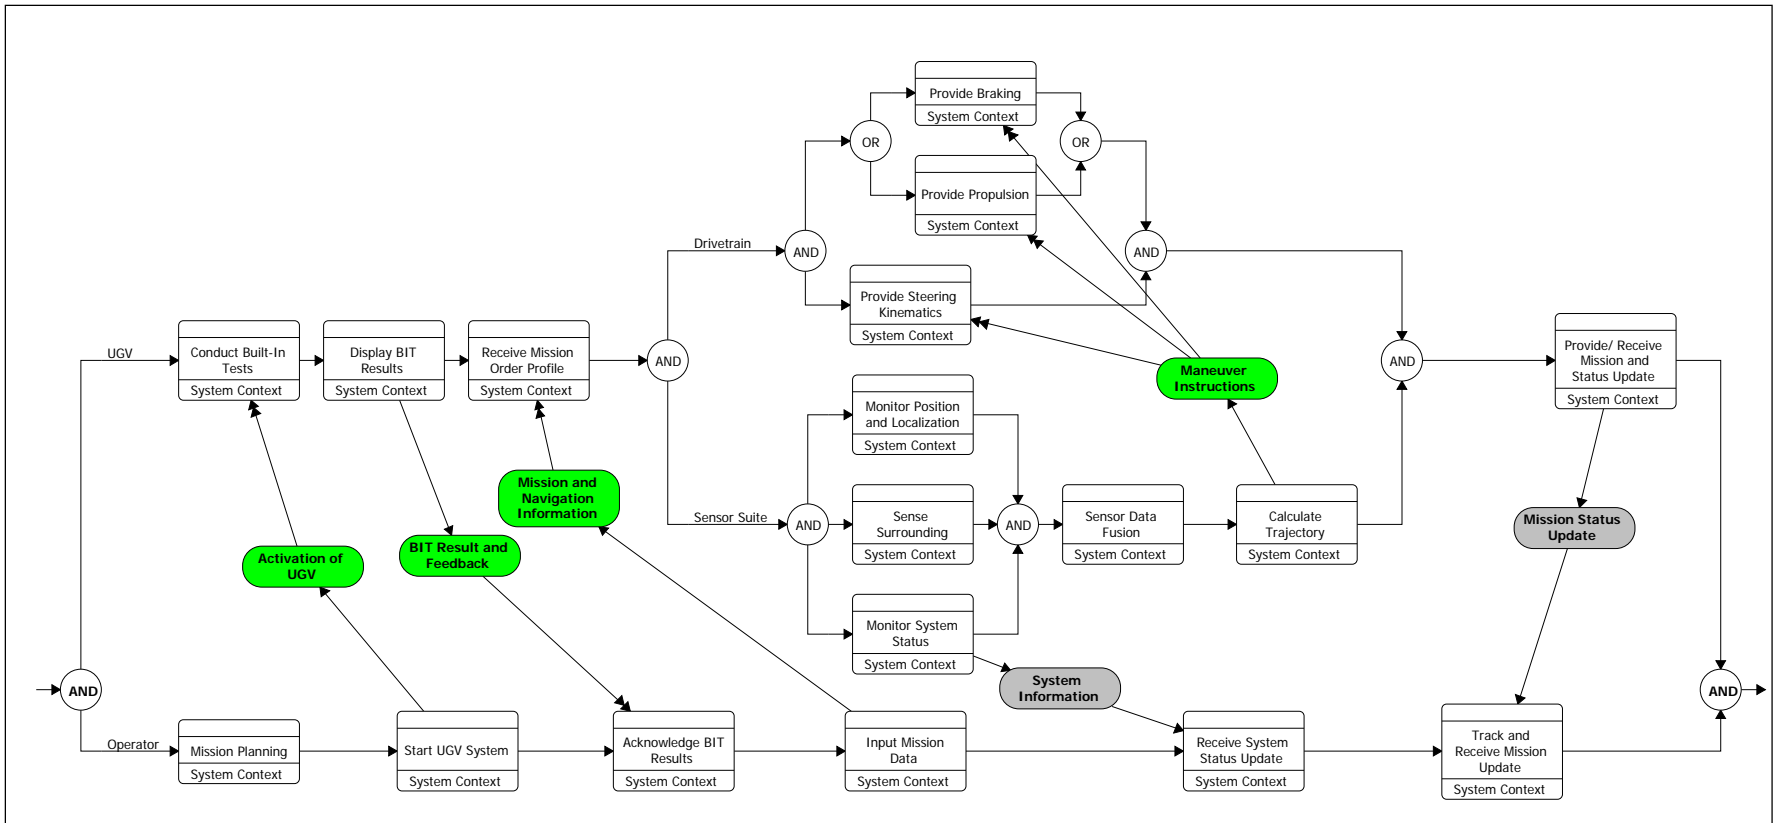 Provide Braking
System Context
OR
OR
Provide Propulsion
System Context
Drivetrain
AND
AND
Provide Steering
Kinematics
System Context
UGV
Conduct Built-In
Tests
System Context
Display BIT
Results
System Context
Receive Mission
Order Profile
System Context
AND
Maneuver
Instructions
AND
Provide/ Receive
Mission and
Status Update
System Context
Monitor Position
and Localization
System Context
Mission and
Navigation
Information
Sensor Suite
AND
Sense
Surrounding
System Context
AND
Sensor Data
Fusion
System Context
Calculate
Trajectory
System Context
Mission Status
Update
Activation of
UGV
BIT Result and
Feedback
Monitor System
Status
System Context
System
Information
AND
AND
Operator
Mission Planning
System Context
Start UGV System
System Context
Acknowledge BIT
Results
System Context
Input Mission
Data
System Context
Receive System
Status Update
System Context
Track and
Receive Mission
Update
System Context